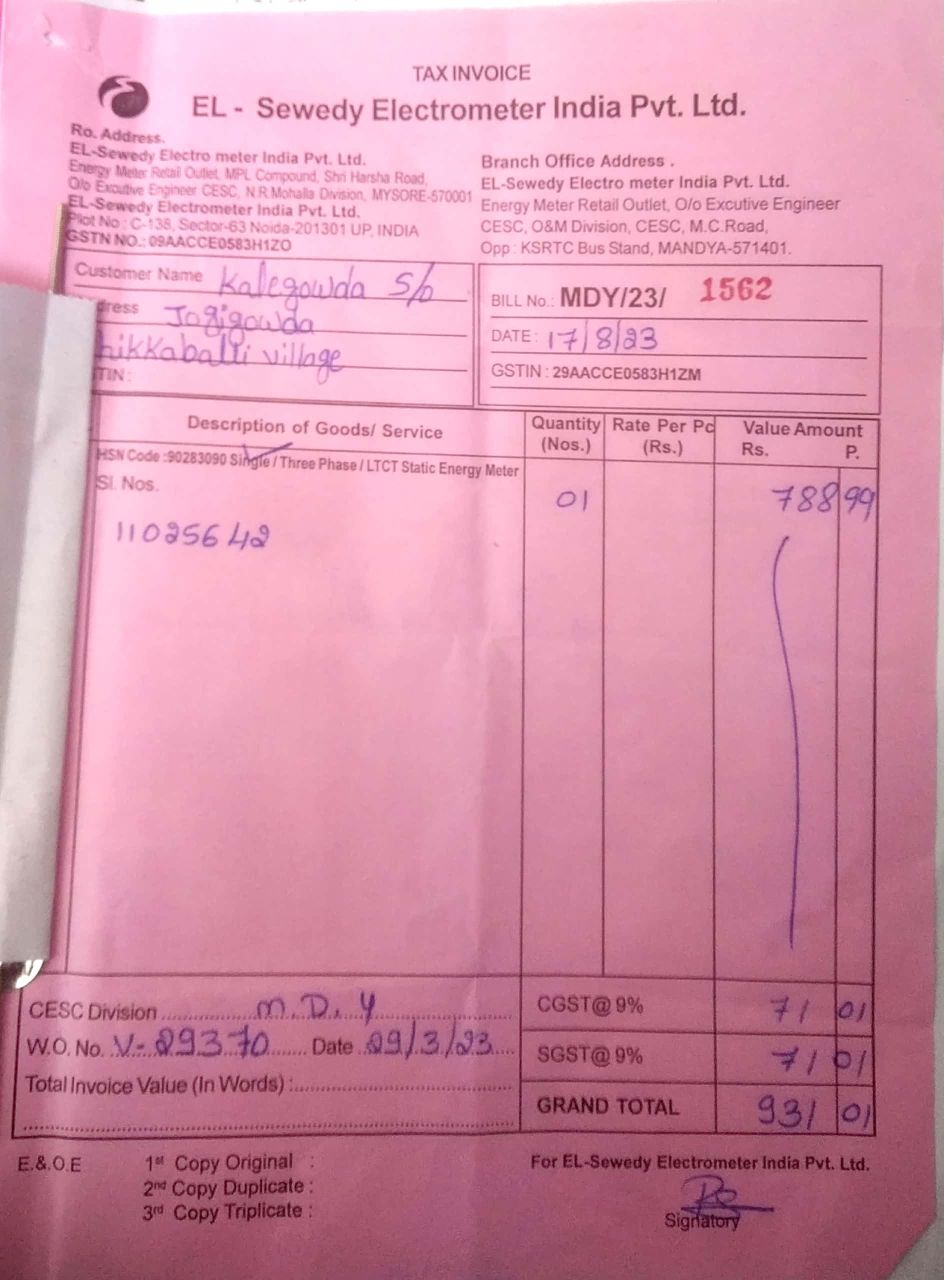 TAX INVOICE
EL - Sewedy Electrometer India Pvt. Ltd.
Ro. Address.
EL-Sewedy Electro meter India Pvt. Ltd.
Energy Meter Retail Outlet, MPL Compound, Shri Harsha Road,
O/o Excutive Engineer CESC, N.R.Mohalla Division, MYSORE-570001
EL-Sewedy Electrometer India Pvt. Ltd.
Plot No : C-138, Sector-63 Noida-201301 UP, INDIA
GSTN NO.: 09AACCE0583H1ZO
Branch Office Address .
EL-Sewedy Electro meter India Pvt. Ltd.
Energy Meter Retail Outlet, O/o Excutive Engineer
CESC, O&M Division, CESC, M.C.Road,
Opp : KSRTC Bus Stand, MANDYA-571401.
Customer Name Kalegowda S/o
ress Jogigowda
hikkaballi village
TIN :
BILL No.: MDY/23/ 1562
DATE : 17/8/23
GSTIN : 29AACCE0583H1ZM
Description of Goods/ Service Quantity (Nos.) Rate Per Pc (Rs.) Value Amount Rs. P.
HSN Code :90283090 Single / Three Phase / LTCT Static Energy Meter
Sl. Nos. 01 788 99
11025642
CESC Division M.D.Y CGST@ 9% 71 01
W.O. No. V-29370 Date 29/3/23 SGST@ 9% 71 01
Total Invoice Value (In Words) :
GRAND TOTAL 931 01
E.&.O.E 1st Copy Original : For EL-Sewedy Electrometer India Pvt. Ltd.
2nd Copy Duplicate :
3rd Copy Triplicate :
Signatory